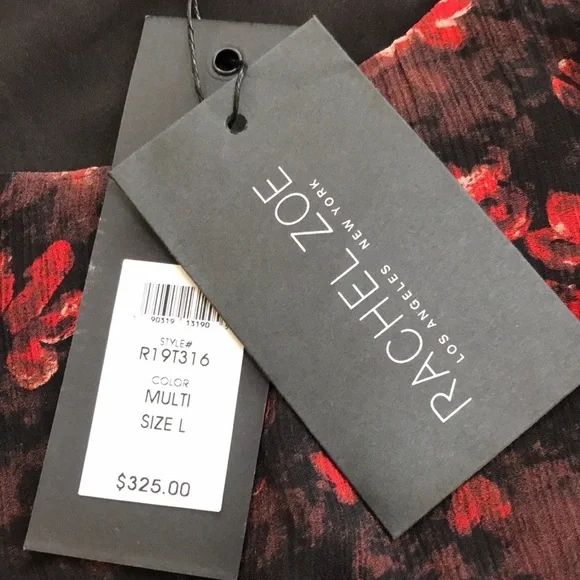 RACHEL ZOE
LOS ANGELES NEW YORK
90319 13190
STYLE#
R19T316
COLOR
MULTI
SIZE L
$325.00